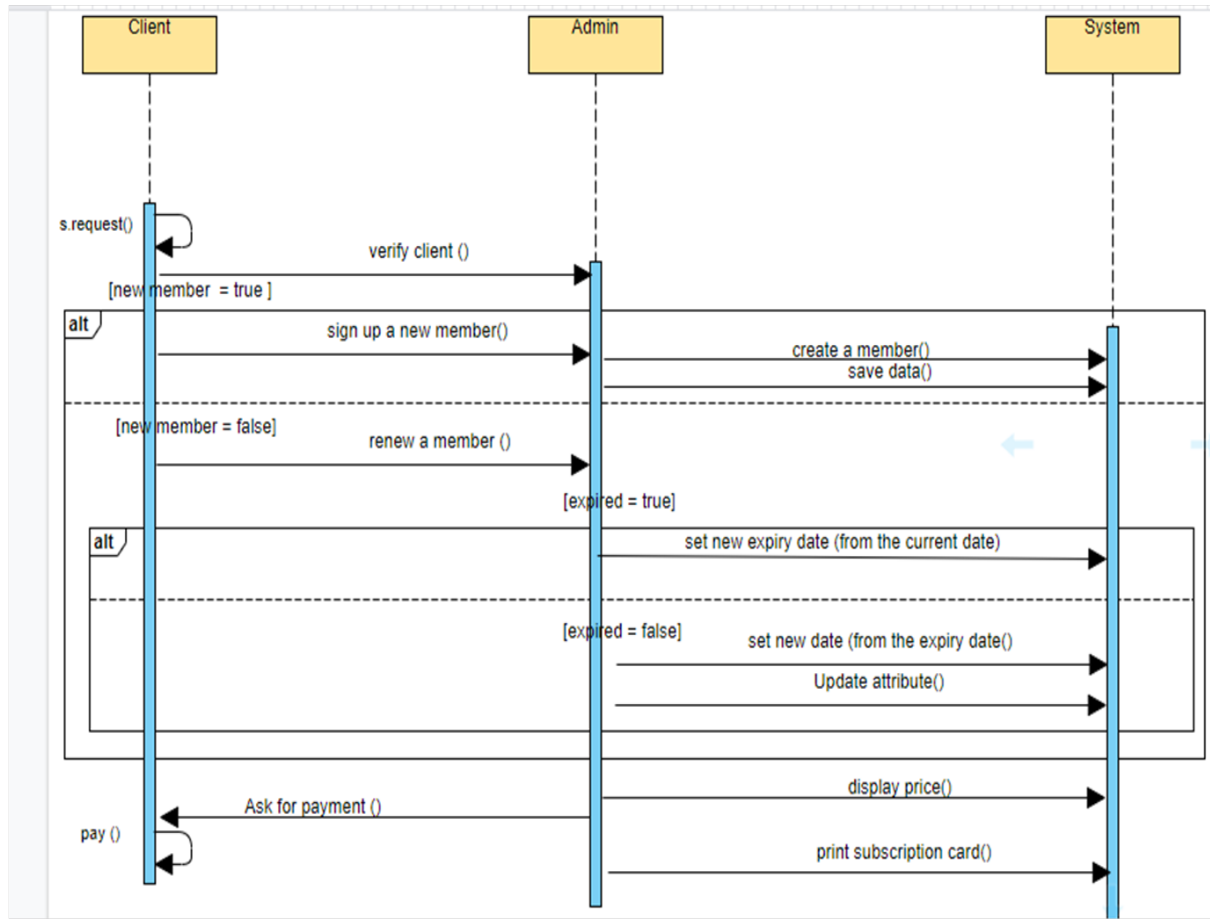 Client
Admin
System
s.request()
verify client ()
[new member  = true ]
alt
sign up a new member()
create a member()
save data()
[new member = false]
renew a member ()
[expired = true]
alt
set new expiry date (from the current date)
[expired = false]
set new date (from the expiry date()
Update attribute()
display price()
Ask for payment ()
pay ()
print subscription card()